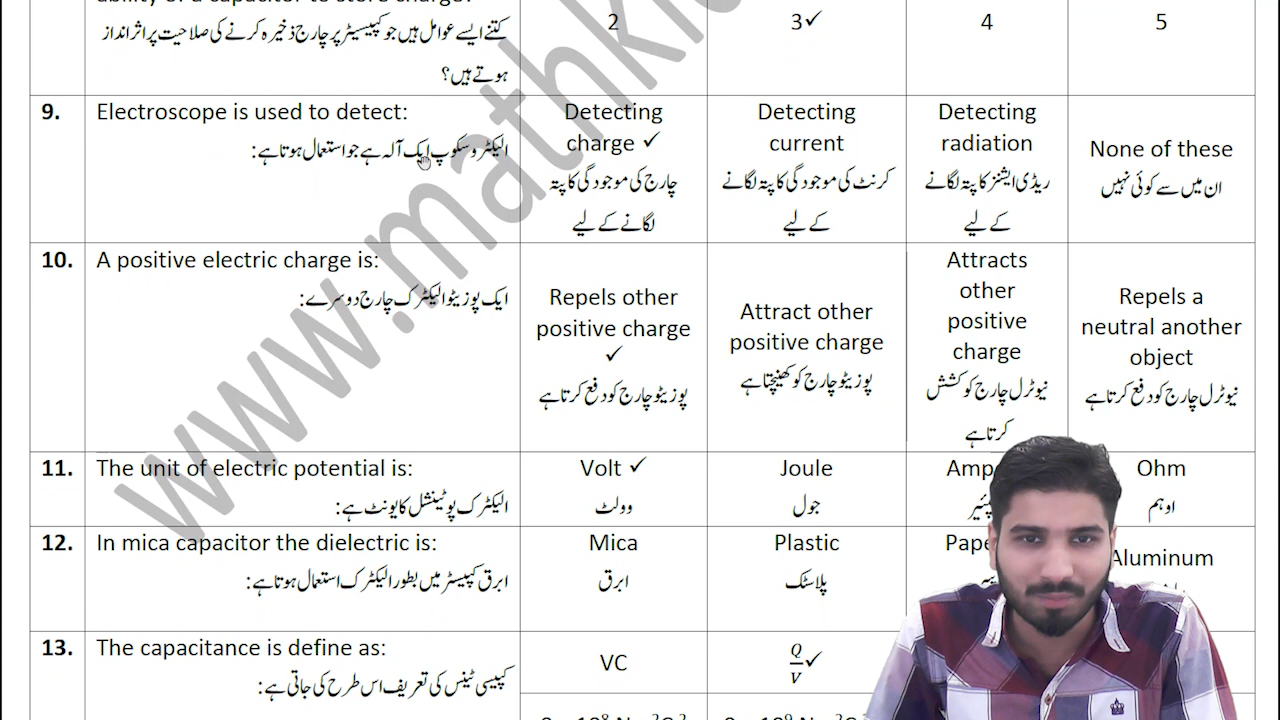 کتنے ایسے عوامل ہیں جو کپیسیٹر پر چارج ذخیرہ کرنے کی صلاحیت پر اثر انداز
ہوتے ہیں؟
2
3✓
4
5
9.
Electroscope is used to detect:
الیکٹروسکوپ ایک آلہ ہے جو استعمال ہوتا ہے:
Detecting
charge ✓
چارج کی موجودگی کا پتہ
لگانے کے لیے
Detecting
current
کرنٹ کی موجودگی کا پتہ لگانے
کے لیے
Detecting
radiation
ریڈی ایشنز کا پتہ لگانے
کے لیے
None of these
ان میں سے کوئی نہیں
10.
A positive electric charge is:
ایک پوزیٹو الیکٹرک چارج دوسرے:
Repels other
positive charge
✓
پوزیٹو چارج کو دفع کرتا ہے
Attract other
positive charge
پوزیٹو چارج کو کھینچتا ہے
Attracts
other
positive
charge
نیوٹرل چارج کو کشش
کرتا ہے
Repels a
neutral another
object
نیوٹرل چارج کو دفع کرتا ہے
11.
The unit of electric potential is:
الیکٹرک پوٹینشل کا یونٹ ہے:
Volt ✓
وولٹ
Joule
جول
Ohm
اوہم
12.
In mica capacitor the dielectric is:
ابرق کپیسٹر میں بطور الیکٹرک استعمال ہوتا ہے:
Mica
ابرق
Plastic
پلاسٹک
Aluminum
13.
The capacitance is define as:
کپیسی ٹینس کی تعریف اس طرح کی جاتی ہے:
VC
Q/V ✓